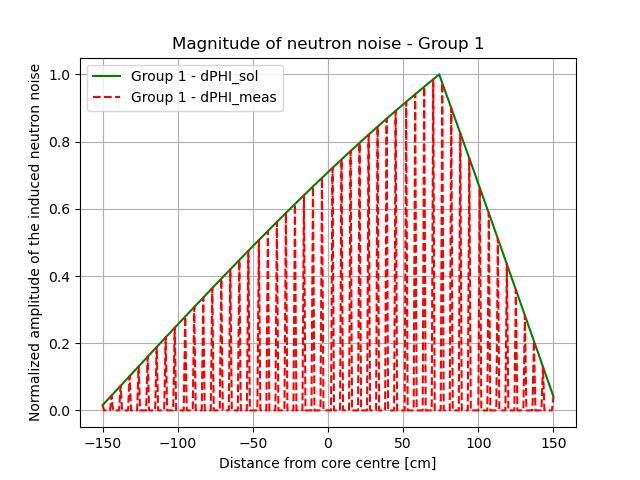 Magnitude of neutron noise - Group 1
Group 1 - dPHI_sol
Group 1 - dPHI_meas
Normalized amplitude of the induced neutron noise
1.0
0.8
0.6
0.4
0.2
0.0
−150 −100 −50 0 50 100 150
Distance from core centre [cm]